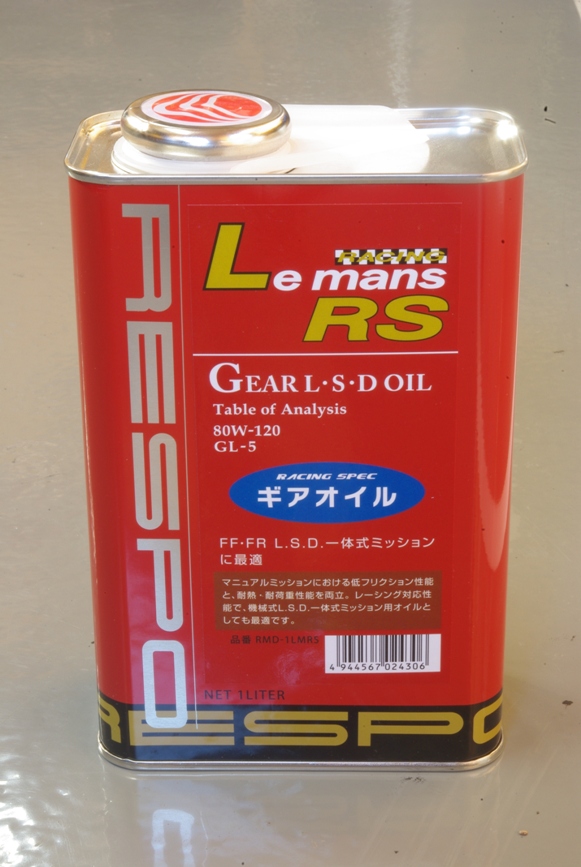 RESPO
RACING
Le mans
RS
GEAR L・S・D OIL
Table of Analysis
80W-120
GL-5
RACING SPEC
ギアオイル
FF・FR L.S.D.一体式ミッション
に最適
マニュアルミッションにおける低フリクション性能
と、耐熱・耐荷重性能を両立。レーシング対応性
能で、機械式L.S.D.一体式ミッション用オイルと
しても最適です。
品番 RMD-1LMRS
4 944567 024306
NET 1LITER
RESPO